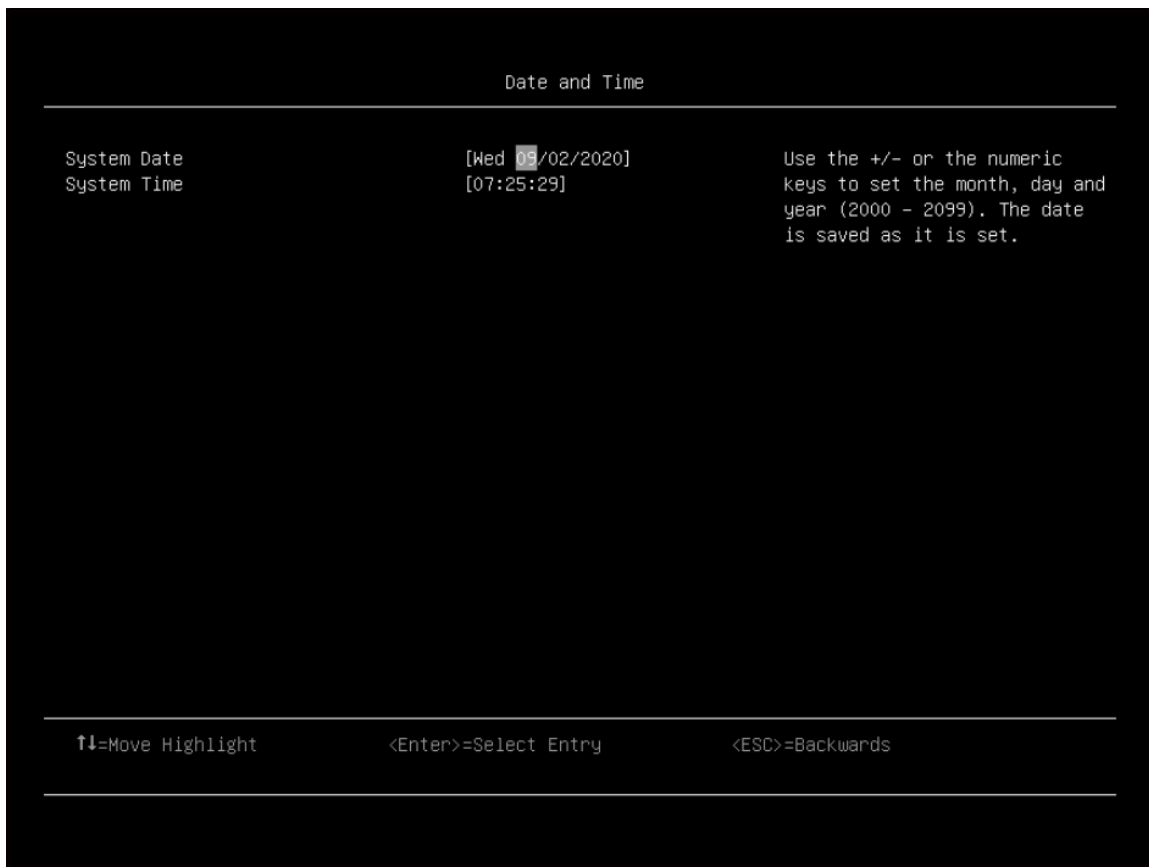 Date and Time
System Date [Wed 09/02/2020]
System Time [07:25:29]
Use the +/- or the numeric
keys to set the month, day and
year (2000 - 2099). The date
is saved as it is set.
↑↓=Move Highlight <Enter>=Select Entry <ESC>=Backwards